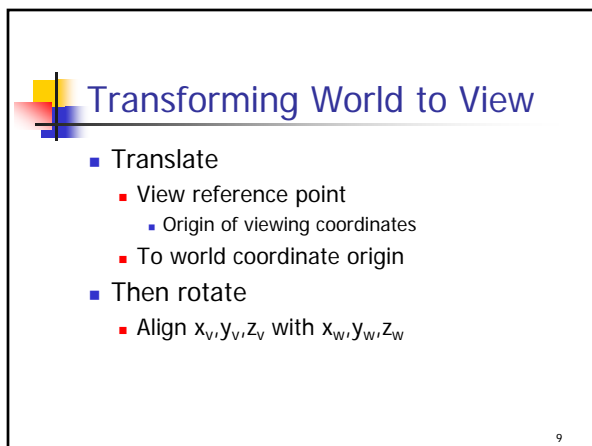 Transforming World to View
Translate
View reference point
Origin of viewing coordinates
To world coordinate origin
Then rotate
Align xv,yv,zv with xw,yw,zw
9